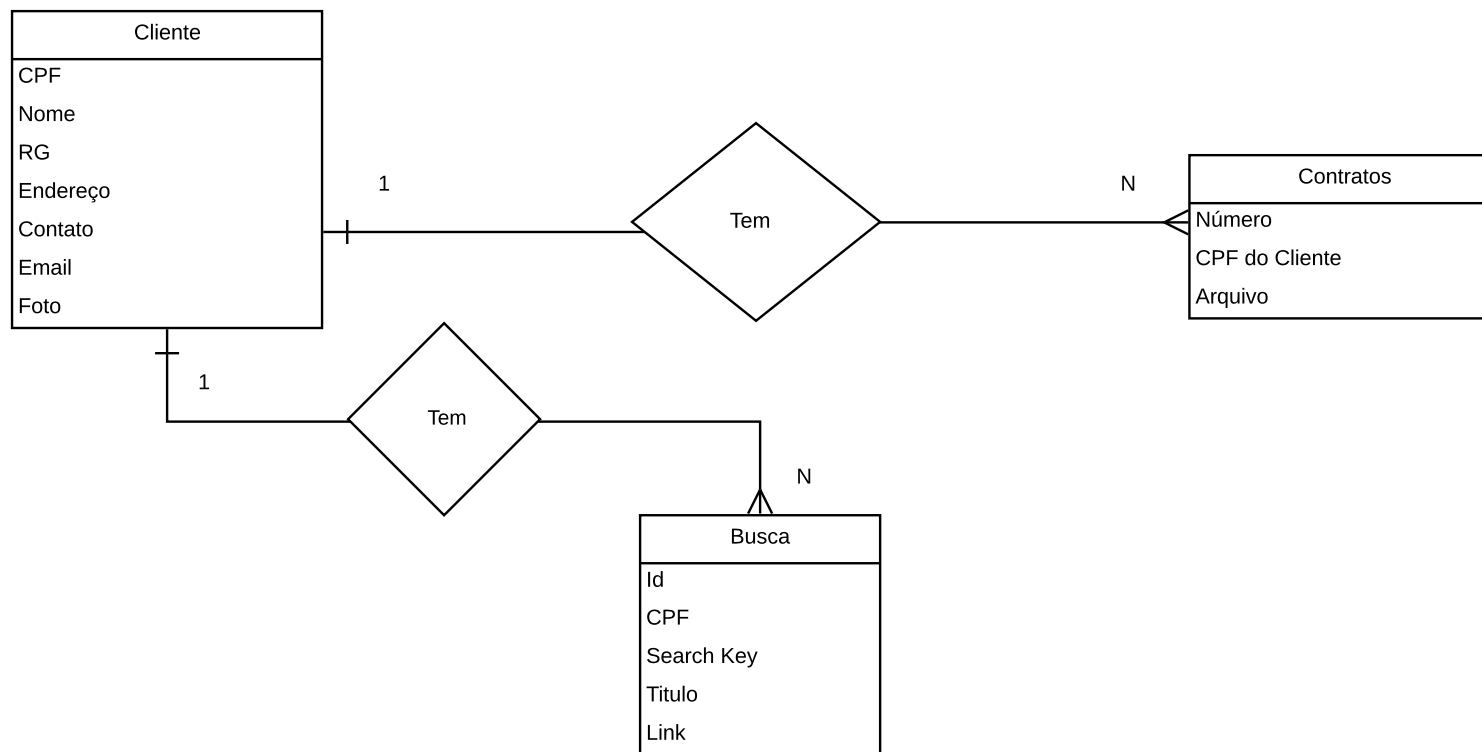 Cliente
CPF
Nome
RG
Endereço
Contato
Email
Foto
1
Tem
N
Contratos
Número
CPF do Cliente
Arquivo
1
Tem
N
Busca
Id
CPF
Search Key
Titulo
Link